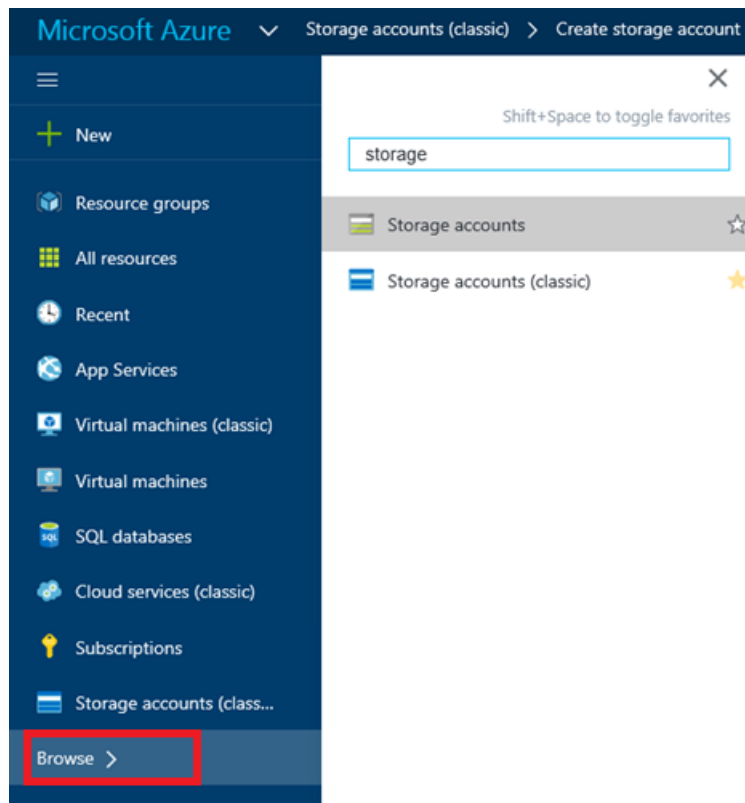 Microsoft Azure Storage accounts (classic) > Create storage account
Shift+Space to toggle favorites
New
storage
Resource groups
Storage accounts
All resources
Storage accounts (classic)
Recent
App Services
Virtual machines (classic)
Virtual machines
SQL databases
Cloud services (classic)
Subscriptions
Storage accounts (class...
Browse >